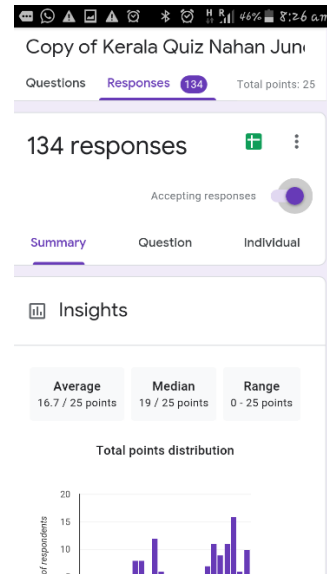 46% 8:26 a.m
Copy of Kerala Quiz Nahan Jun
Questions Responses 134 Total points: 25
134 responses
Accepting responses
Summary Question Individual
Insights
Average Median Range
16.7 / 25 points 19 / 25 points 0 - 25 points
Total points distribution
20
15
10
of respondents